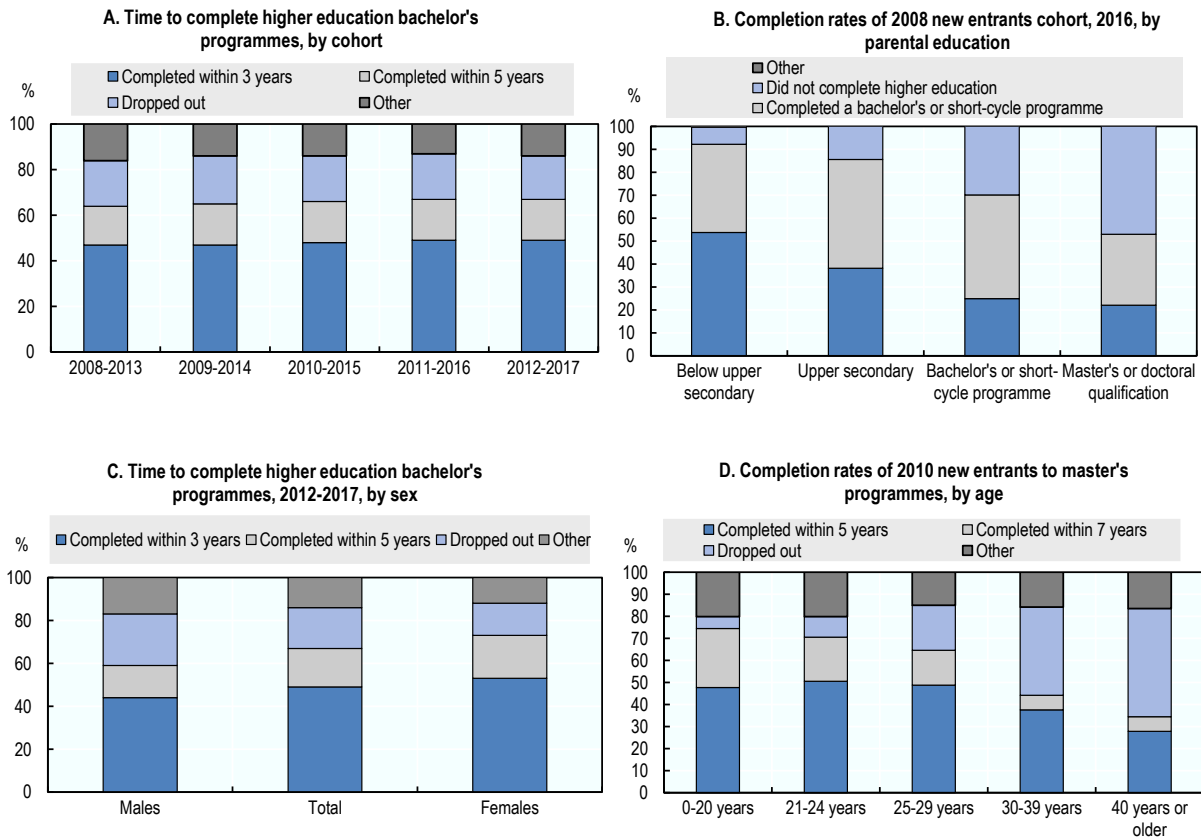 A. Time to complete higher education bachelor's
programmes, by cohort
%
Completed within 3 years
Completed within 5 years
Dropped out
Other
100
80
60
40
20
0
2008-2013
2009-2014
2010-2015
2011-2016
2012-2017
B. Completion rates of 2008 new entrants cohort, 2016, by
parental education
Other
Did not complete higher education
Completed a bachelor's or short-cycle programme
%
100
90
80
70
60
50
40
30
20
10
0
Below upper
secondary
Upper secondary
Bachelor's or short-
cycle programme
Master's or doctoral
qualification
C. Time to complete higher education bachelor's
programmes, 2012-2017, by sex
%
Completed within 3 years
Completed within 5 years
Dropped out
Other
100
80
60
40
20
0
Males
Total
Females
D. Completion rates of 2010 new entrants to master's
programmes, by age
%
Completed within 5 years
Completed within 7 years
Dropped out
Other
100
90
80
70
60
50
40
30
20
10
0
0-20 years
21-24 years
25-29 years
30-39 years
40 years or
older